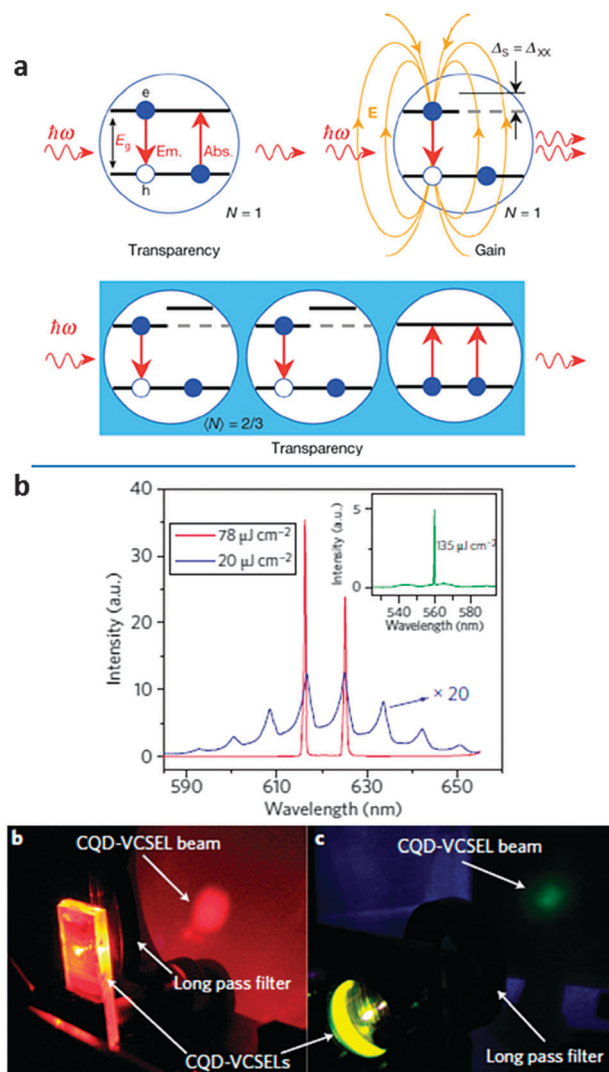 a
e
E
Δ_S = Δ_XX
ħω
E_g
Em.
Abs.
ħω
h
N = 1
N = 1
Transparency
Gain
ħω
⟨N⟩ = 2/3
Transparency
b
40
30
20
10
0
Intensity (a.u.)
78 μJ cm⁻²
20 μJ cm⁻²
5
0
Intensity (a.u.)
135 μJ cm⁻²
540 560 580
Wavelength (nm)
× 20
590 610 630 650
Wavelength (nm)
b
CQD-VCSEL beam
Long pass filter
CQD-VCSELs
c
CQD-VCSEL beam
Long pass filter